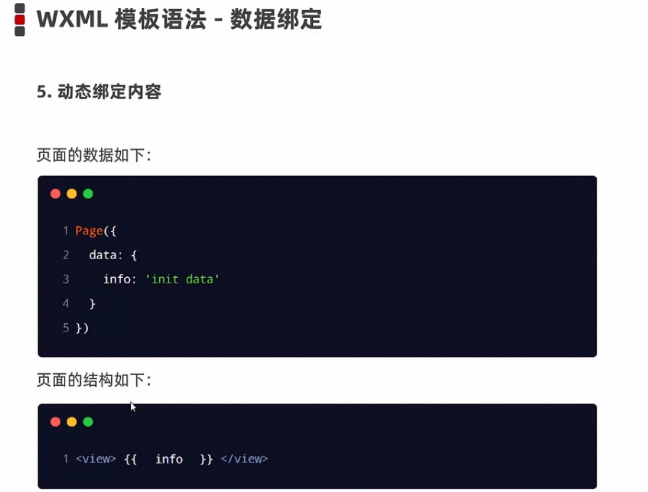 WXML 模板语法 - 数据绑定
5. 动态绑定内容
页面的数据如下：
1 Page({
2   data: {
3     info: 'init data'
4   }
5 })
页面的结构如下：
1 <view> {{  info  }} </view>